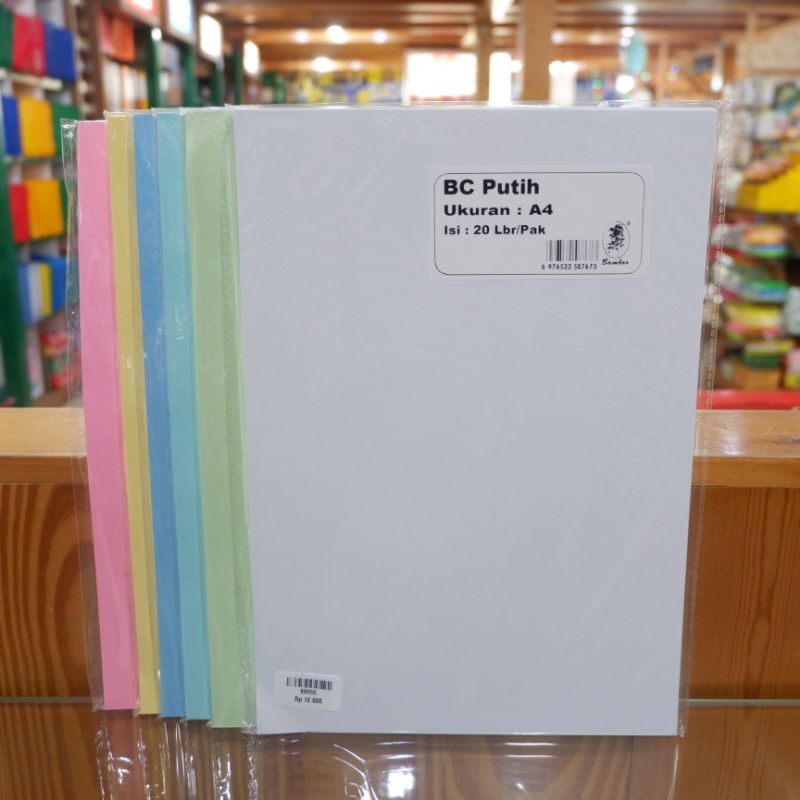 BC Putih
Ukuran : A4
Isi : 20 Lbr/Pak
8 976532 587673
Bamboo
Rp 12.000